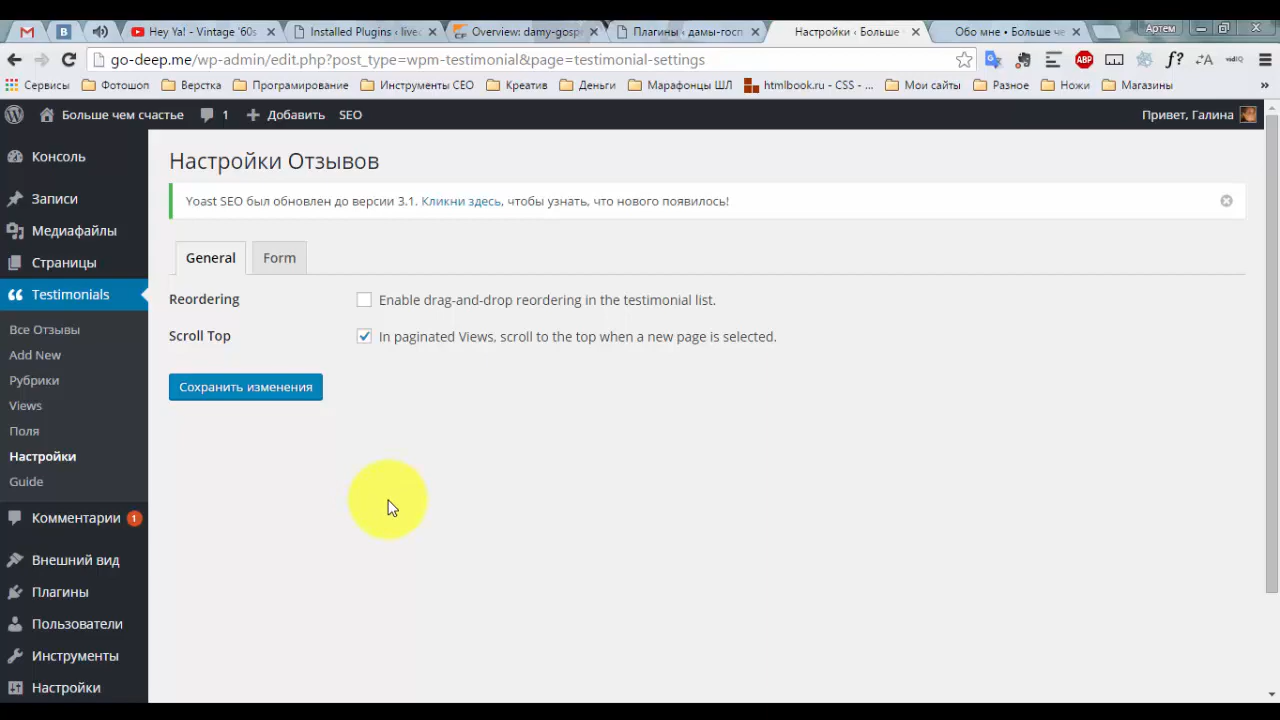 Артем
Hey Ya! - Vintage '60s
Installed Plugins ‹ live
Overview: damy-gosp
Плагины ‹ дамы-госп
Настройки ‹ Больше
Обо мне • Больше че
go-deep.me/wp-admin/edit.php?post_type=wpm-testimonial&page=testimonial-settings
Сервисы Фотошоп Верстка Програмирование Инструменты СЕО Креатив Деньги Марафонцы ШЛ htmlbook.ru - CSS - ... Мои сайты Разное Ножи Магазины »
Больше чем счастье 1 Добавить SEO Привет, Галина
Консоль
Записи
Медиафайлы
Страницы
Testimonials
Все Отзывы
Add New
Рубрики
Views
Поля
Настройки
Guide
Комментарии 1
Внешний вид
Плагины
Пользователи
Инструменты
Настройки
Настройки Отзывов
Yoast SEO был обновлен до версии 3.1. Кликни здесь, чтобы узнать, что нового появилось!
General Form
Reordering Enable drag-and-drop reordering in the testimonial list.
Scroll Top In paginated Views, scroll to the top when a new page is selected.
Сохранить изменения